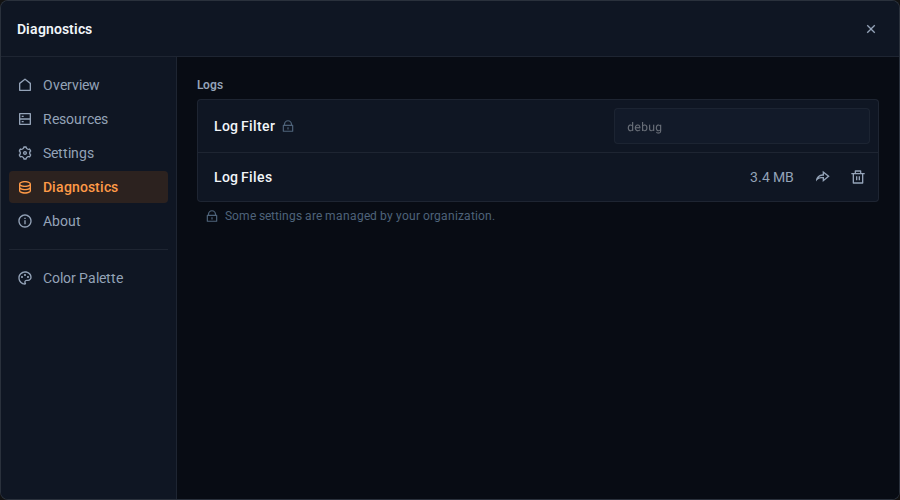 Diagnostics
Overview
Resources
Settings
Diagnostics
About
Color Palette
Logs
Log Filter
debug
Log Files
3.4 MB
Some settings are managed by your organization.